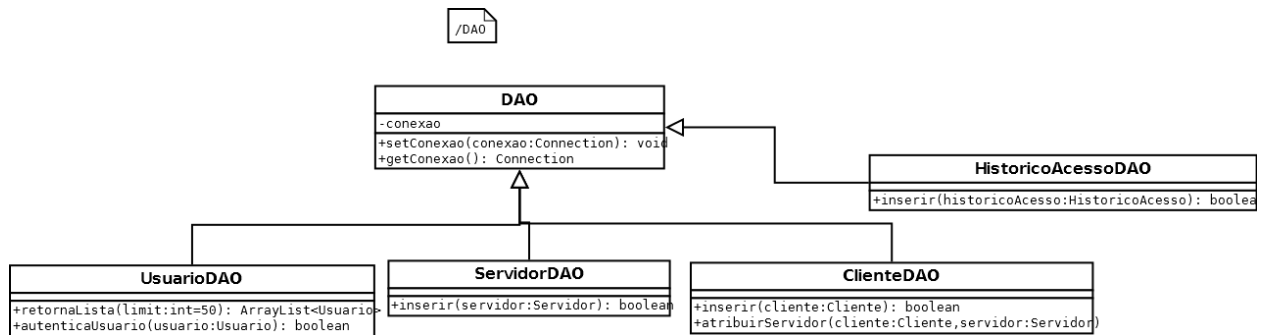 /DAO
DAO
-conexao
+setConexao(conexao:Connection): void
+getConexao(): Connection
HistoricoAcessoDAO
+inserir(historicoAcesso:HistoricoAcesso): boolea
UsuarioDAO
+retornaLista(limit:int=50): ArrayList<Usuario>
+autenticaUsuario(usuario:Usuario): boolean
ServidorDAO
+inserir(servidor:Servidor): boolean
ClienteDAO
+inserir(cliente:Cliente): boolean
+atribuirServidor(cliente:Cliente,servidor:Servidor)